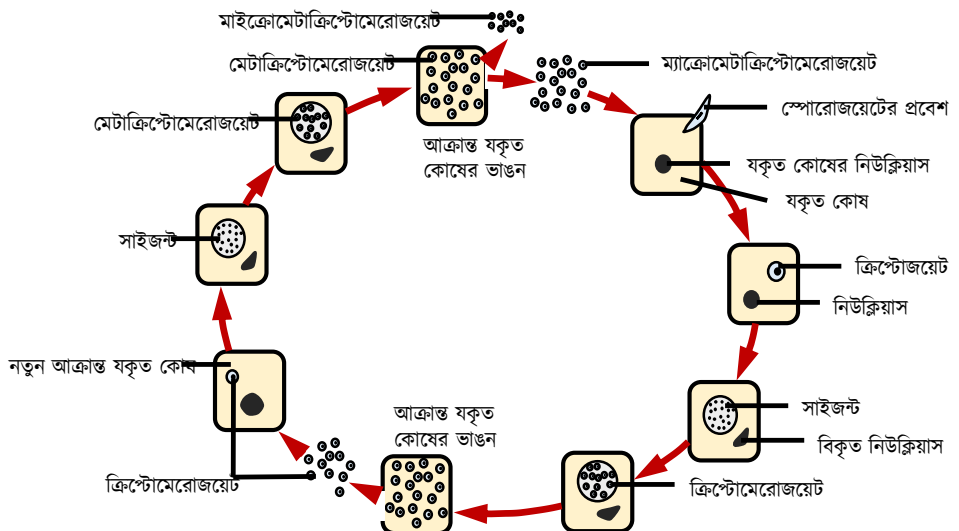 মাইক্রোমেটাক্রিপ্টোমেরোজয়েট
মেটাক্রিপ্টোমেরোজয়েট
ম্যাক্রোমেটাক্রিপ্টোমেরোজয়েট
স্পোরোজয়েটের প্রবেশ
মেটাক্রিপ্টোমেরোজয়েট
আক্রান্ত যকৃত
কোষের ভাঙন
যকৃত কোষের নিউক্লিয়াস
যকৃত কোষ
সাইজন্ট
ক্রিপ্টোজয়েট
নিউক্লিয়াস
নতুন আক্রান্ত যকৃত কোষ
আক্রান্ত যকৃত
কোষের ভাঙন
সাইজন্ট
বিকৃত নিউক্লিয়াস
ক্রিপ্টোমেরোজয়েট
ক্রিপ্টোমেরোজয়েট